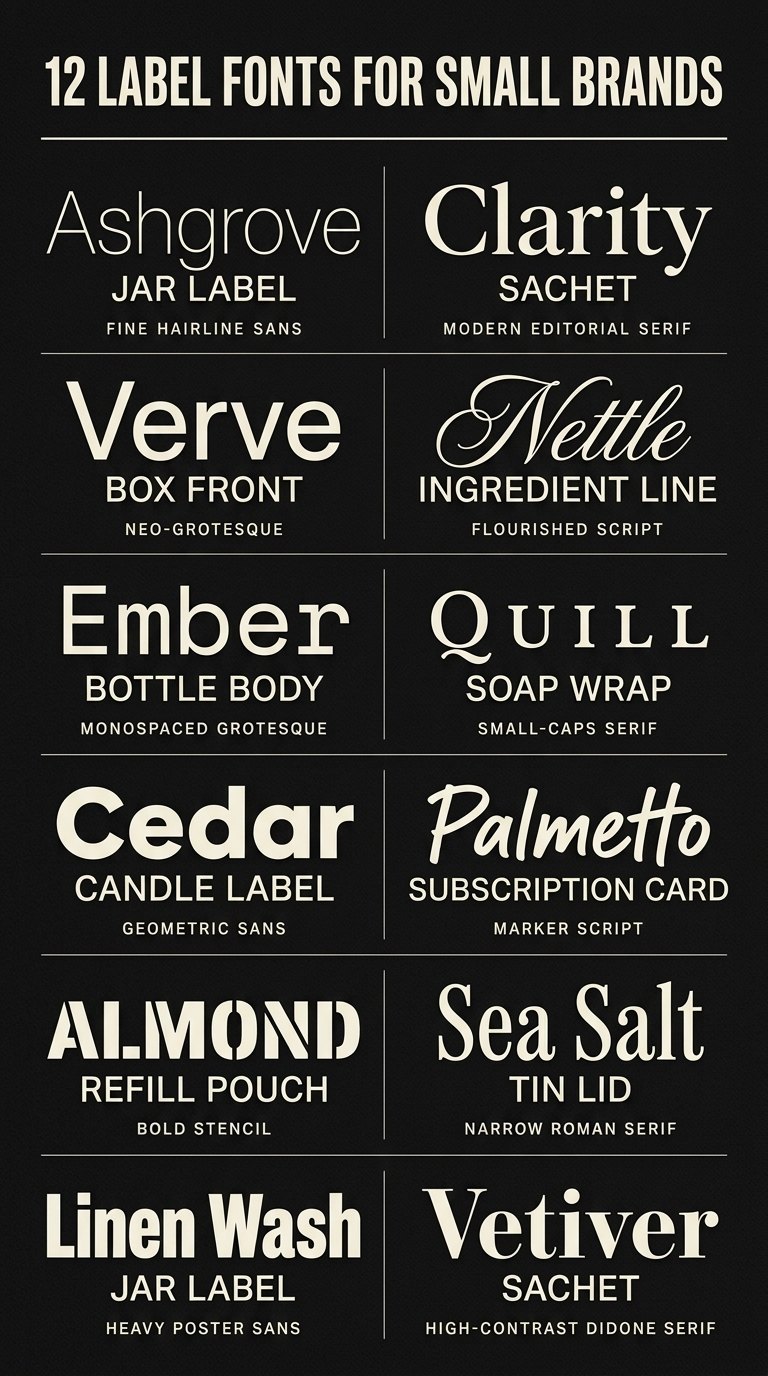 12 LABEL FONTS FOR SMALL BRANDS
Ashgrove
JAR LABEL
FINE HAIRLINE SANS
Clarity
SACHET
MODERN EDITORIAL SERIF
Verve
BOX FRONT
NEO-GROTESQUE
Nettle
INGREDIENT LINE
FLOURISHED SCRIPT
Ember
BOTTLE BODY
MONOSPACED GROTESQUE
QUILL
SOAP WRAP
SMALL-CAPS SERIF
Cedar
CANDLE LABEL
GEOMETRIC SANS
Palmetto
SUBSCRIPTION CARD
MARKER SCRIPT
ALMOND
REFILL POUCH
BOLD STENCIL
Sea Salt
TIN LID
NARROW ROMAN SERIF
Linen Wash
JAR LABEL
HEAVY POSTER SANS
Vetiver
SACHET
HIGH-CONTRAST DIDONE SERIF